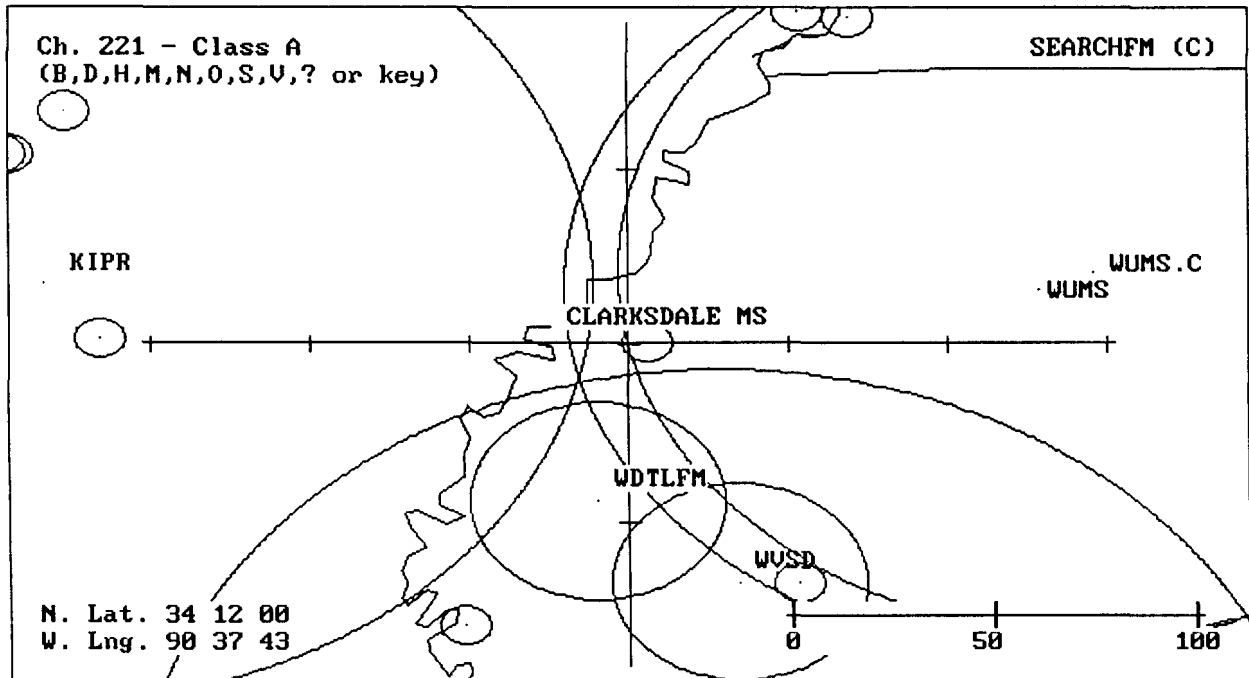 Ch. 221 - Class A
SEARCHFM (C)
(B,D,H,M,N,O,S,V,? or key)
KIPR
WUMS.C
WUMS
CLARKSDALE MS
WDTLFM
WVSD
N. Lat. 34 12 00
W. Lng. 90 37 43
0 50 100